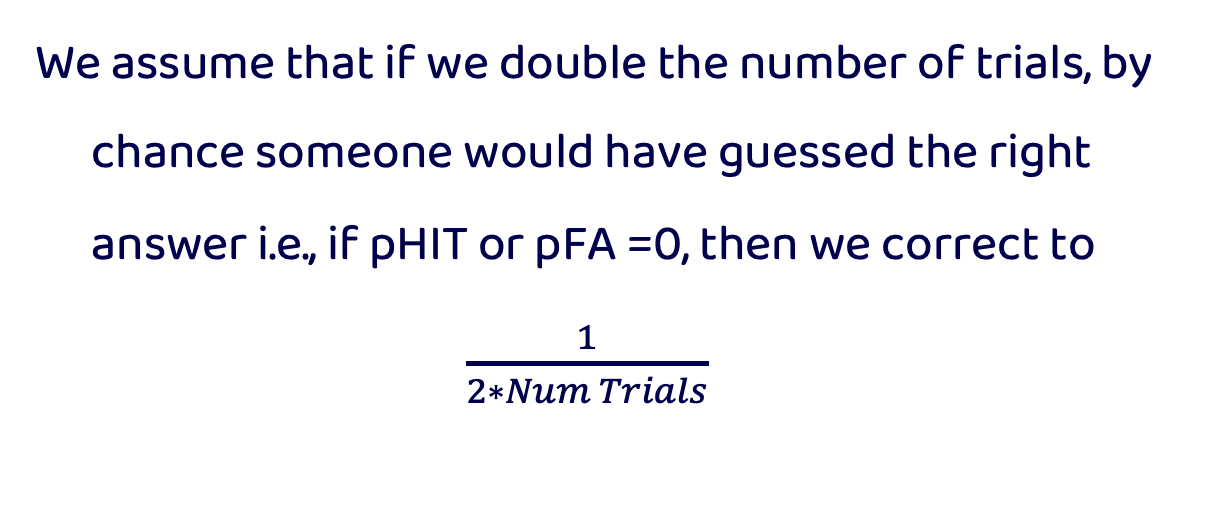 We assume that if we double the number of trials, by
chance someone would have guessed the right
answer i.e., if pHIT or pFA =0, then we correct to
1
2*Num Trials